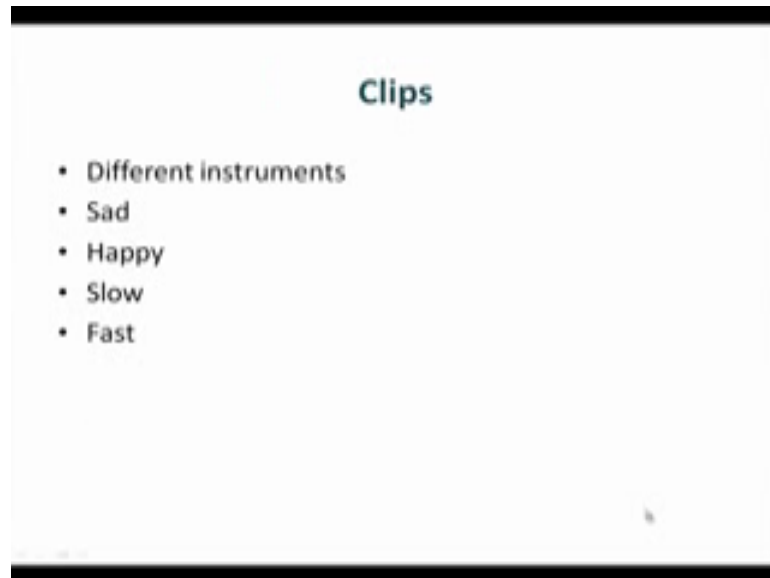 Clips
• Different instruments
• Sad
• Happy
• Slow
• Fast